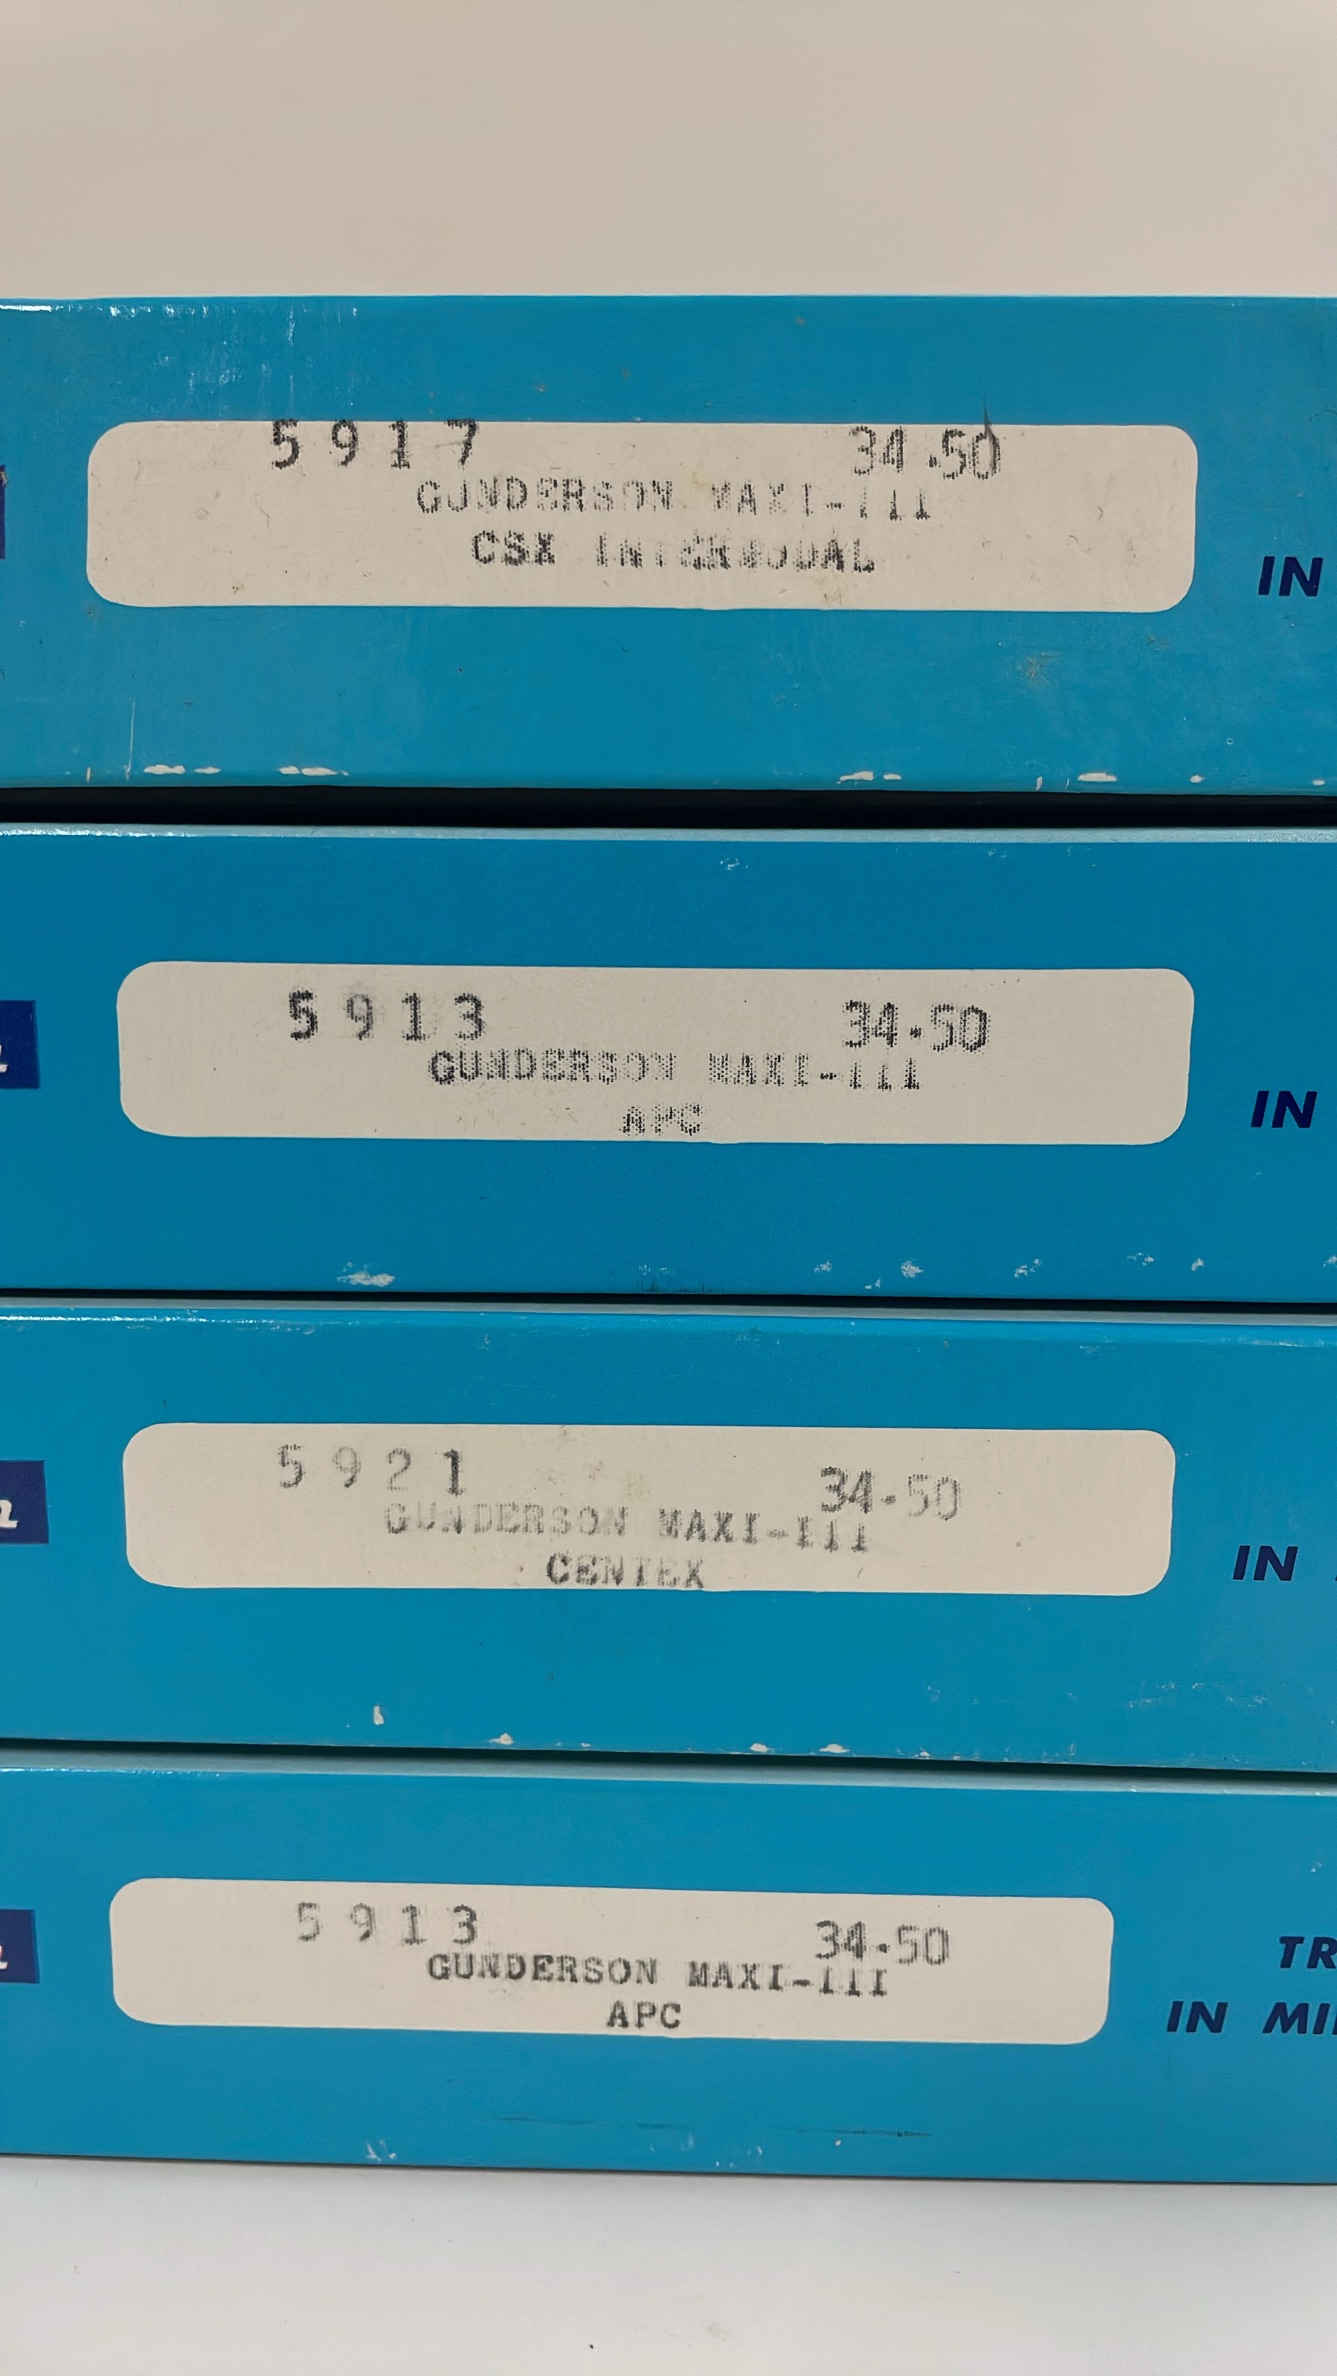 5917 34.50
GUNDERSON MAXI-III
CSX INTERMODAL
IN
5913 34.50
GUNDERSON MAXI-III
APC
IN
5921 34.50
GUNDERSON MAXI-III
CENTEX
IN
5913 34.50
GUNDERSON MAXI-III
APC
TR
IN MI